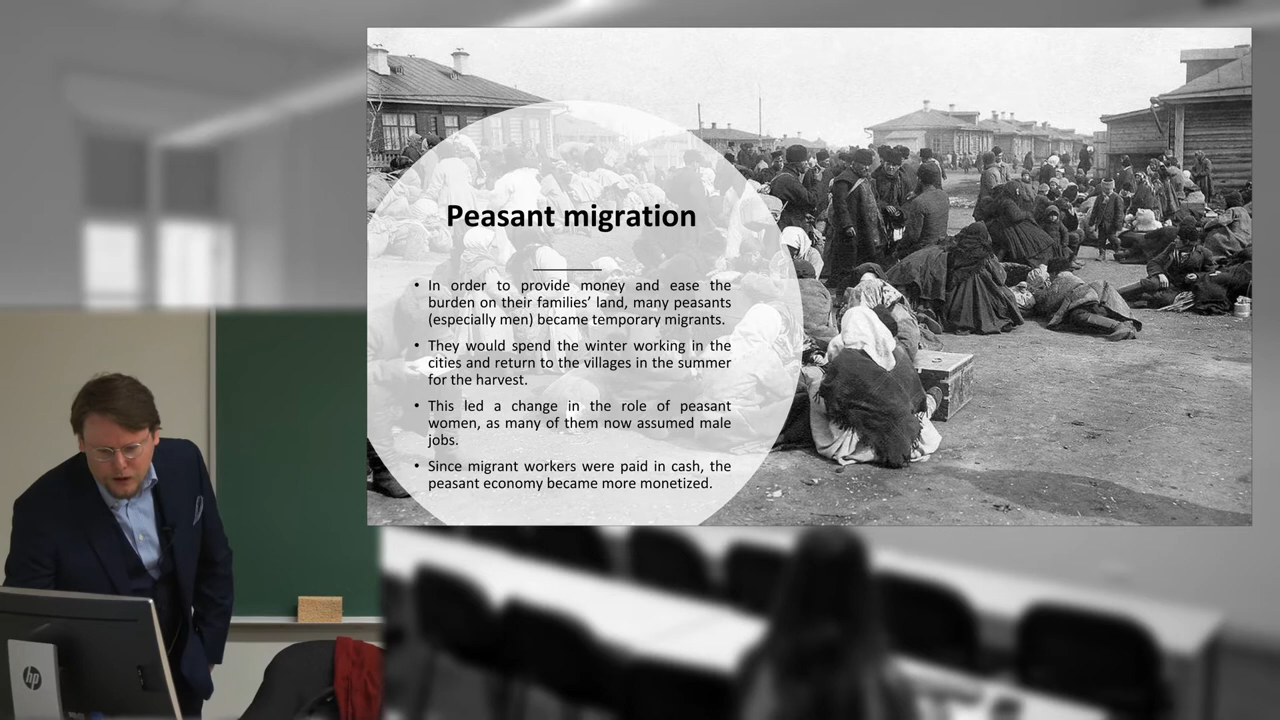 Peasant migration
• In order to provide money and ease the
burden on their families’ land, many peasants
(especially men) became temporary migrants.
• They would spend the winter working in the
cities and return to the villages in the summer
for the harvest.
• This led a change in the role of peasant
women, as many of them now assumed male
jobs.
• Since migrant workers were paid in cash, the
peasant economy became more monetized.
hp